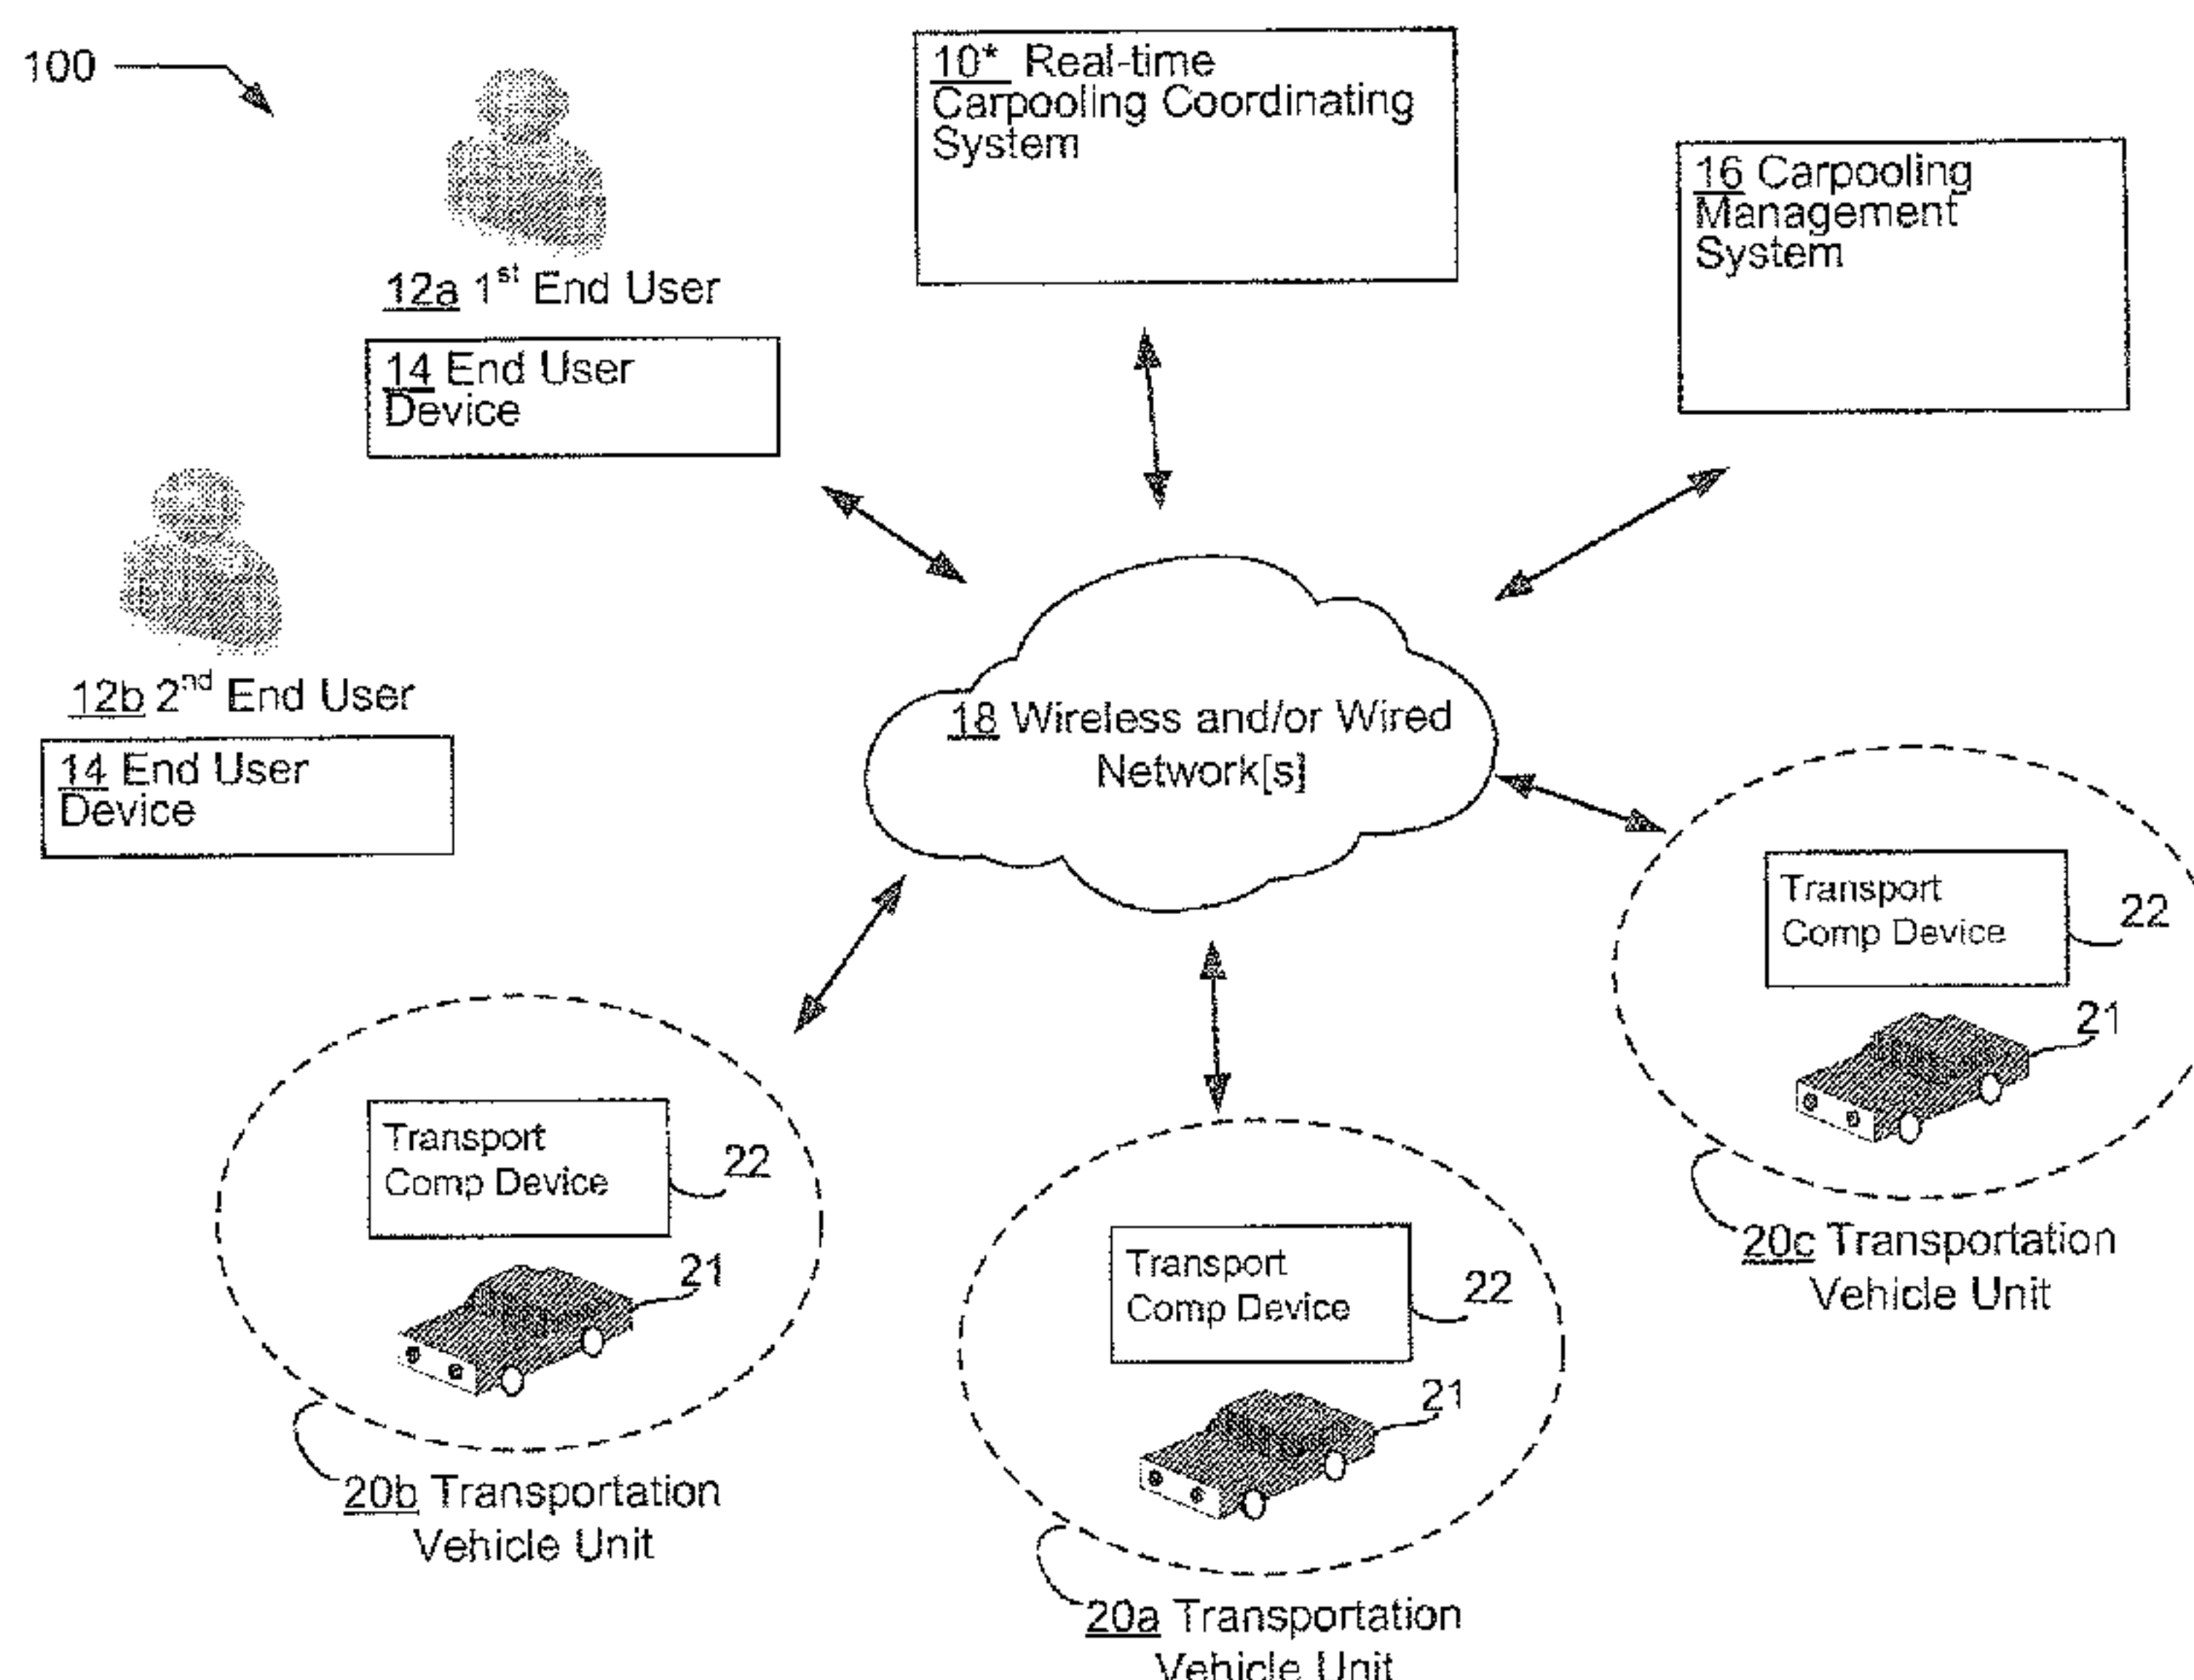 100
10* Real-time
Carpooling Coordinating
System
16 Carpooling
Management
System
12a 1st End User
14 End User
Device
12b 2nd End User
14 End User
Device
18 Wireless and/or Wired
Network[s]
Transport
Comp Device
22
21
20c Transportation
Vehicle Unit
Transport
Comp Device
22
21
20b Transportation
Vehicle Unit
Transport
Comp Device
22
21
20a Transportation
Vehicle Unit